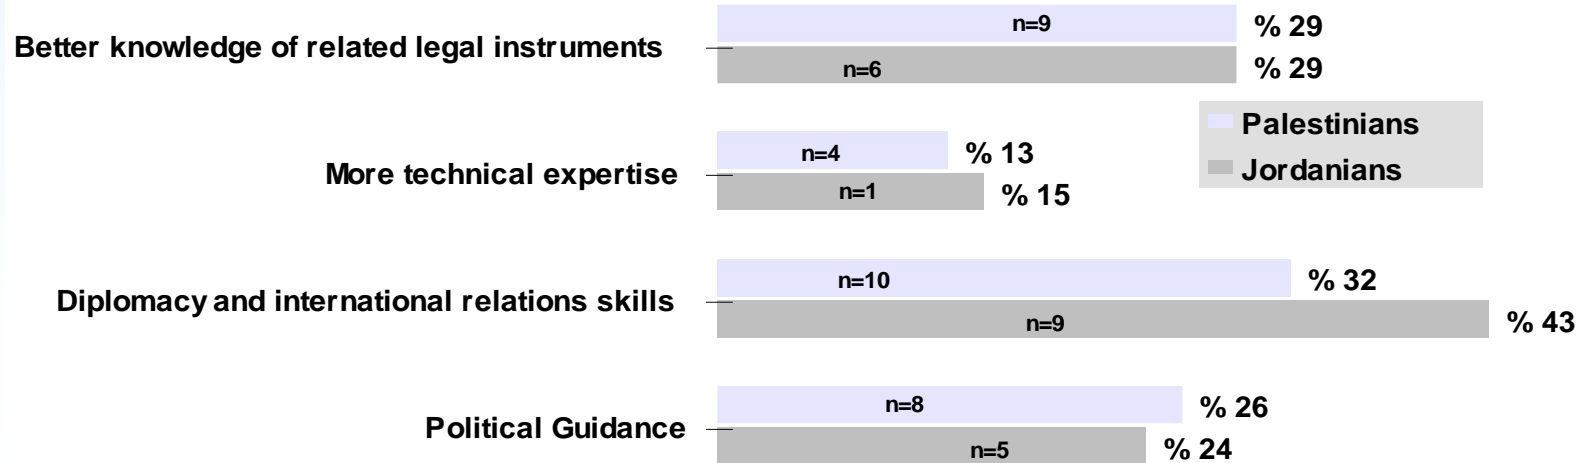 n=9 % 29
Better knowledge of related legal instruments
n=6 % 29
Palestinians
n=4 % 13
More technical expertise
Jordanians
n=1 % 15
n=10 % 32
Diplomacy and international relations skills
n=9 % 43
n=8 % 26
Political Guidance
n=5 % 24